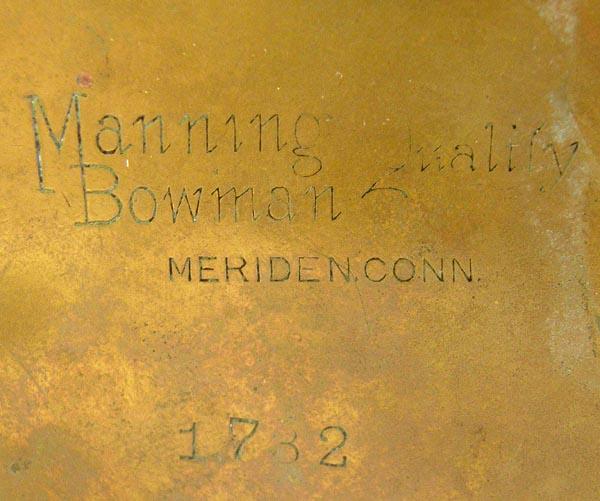 Manning Quality
Bowman
MERIDEN.CONN.
1732